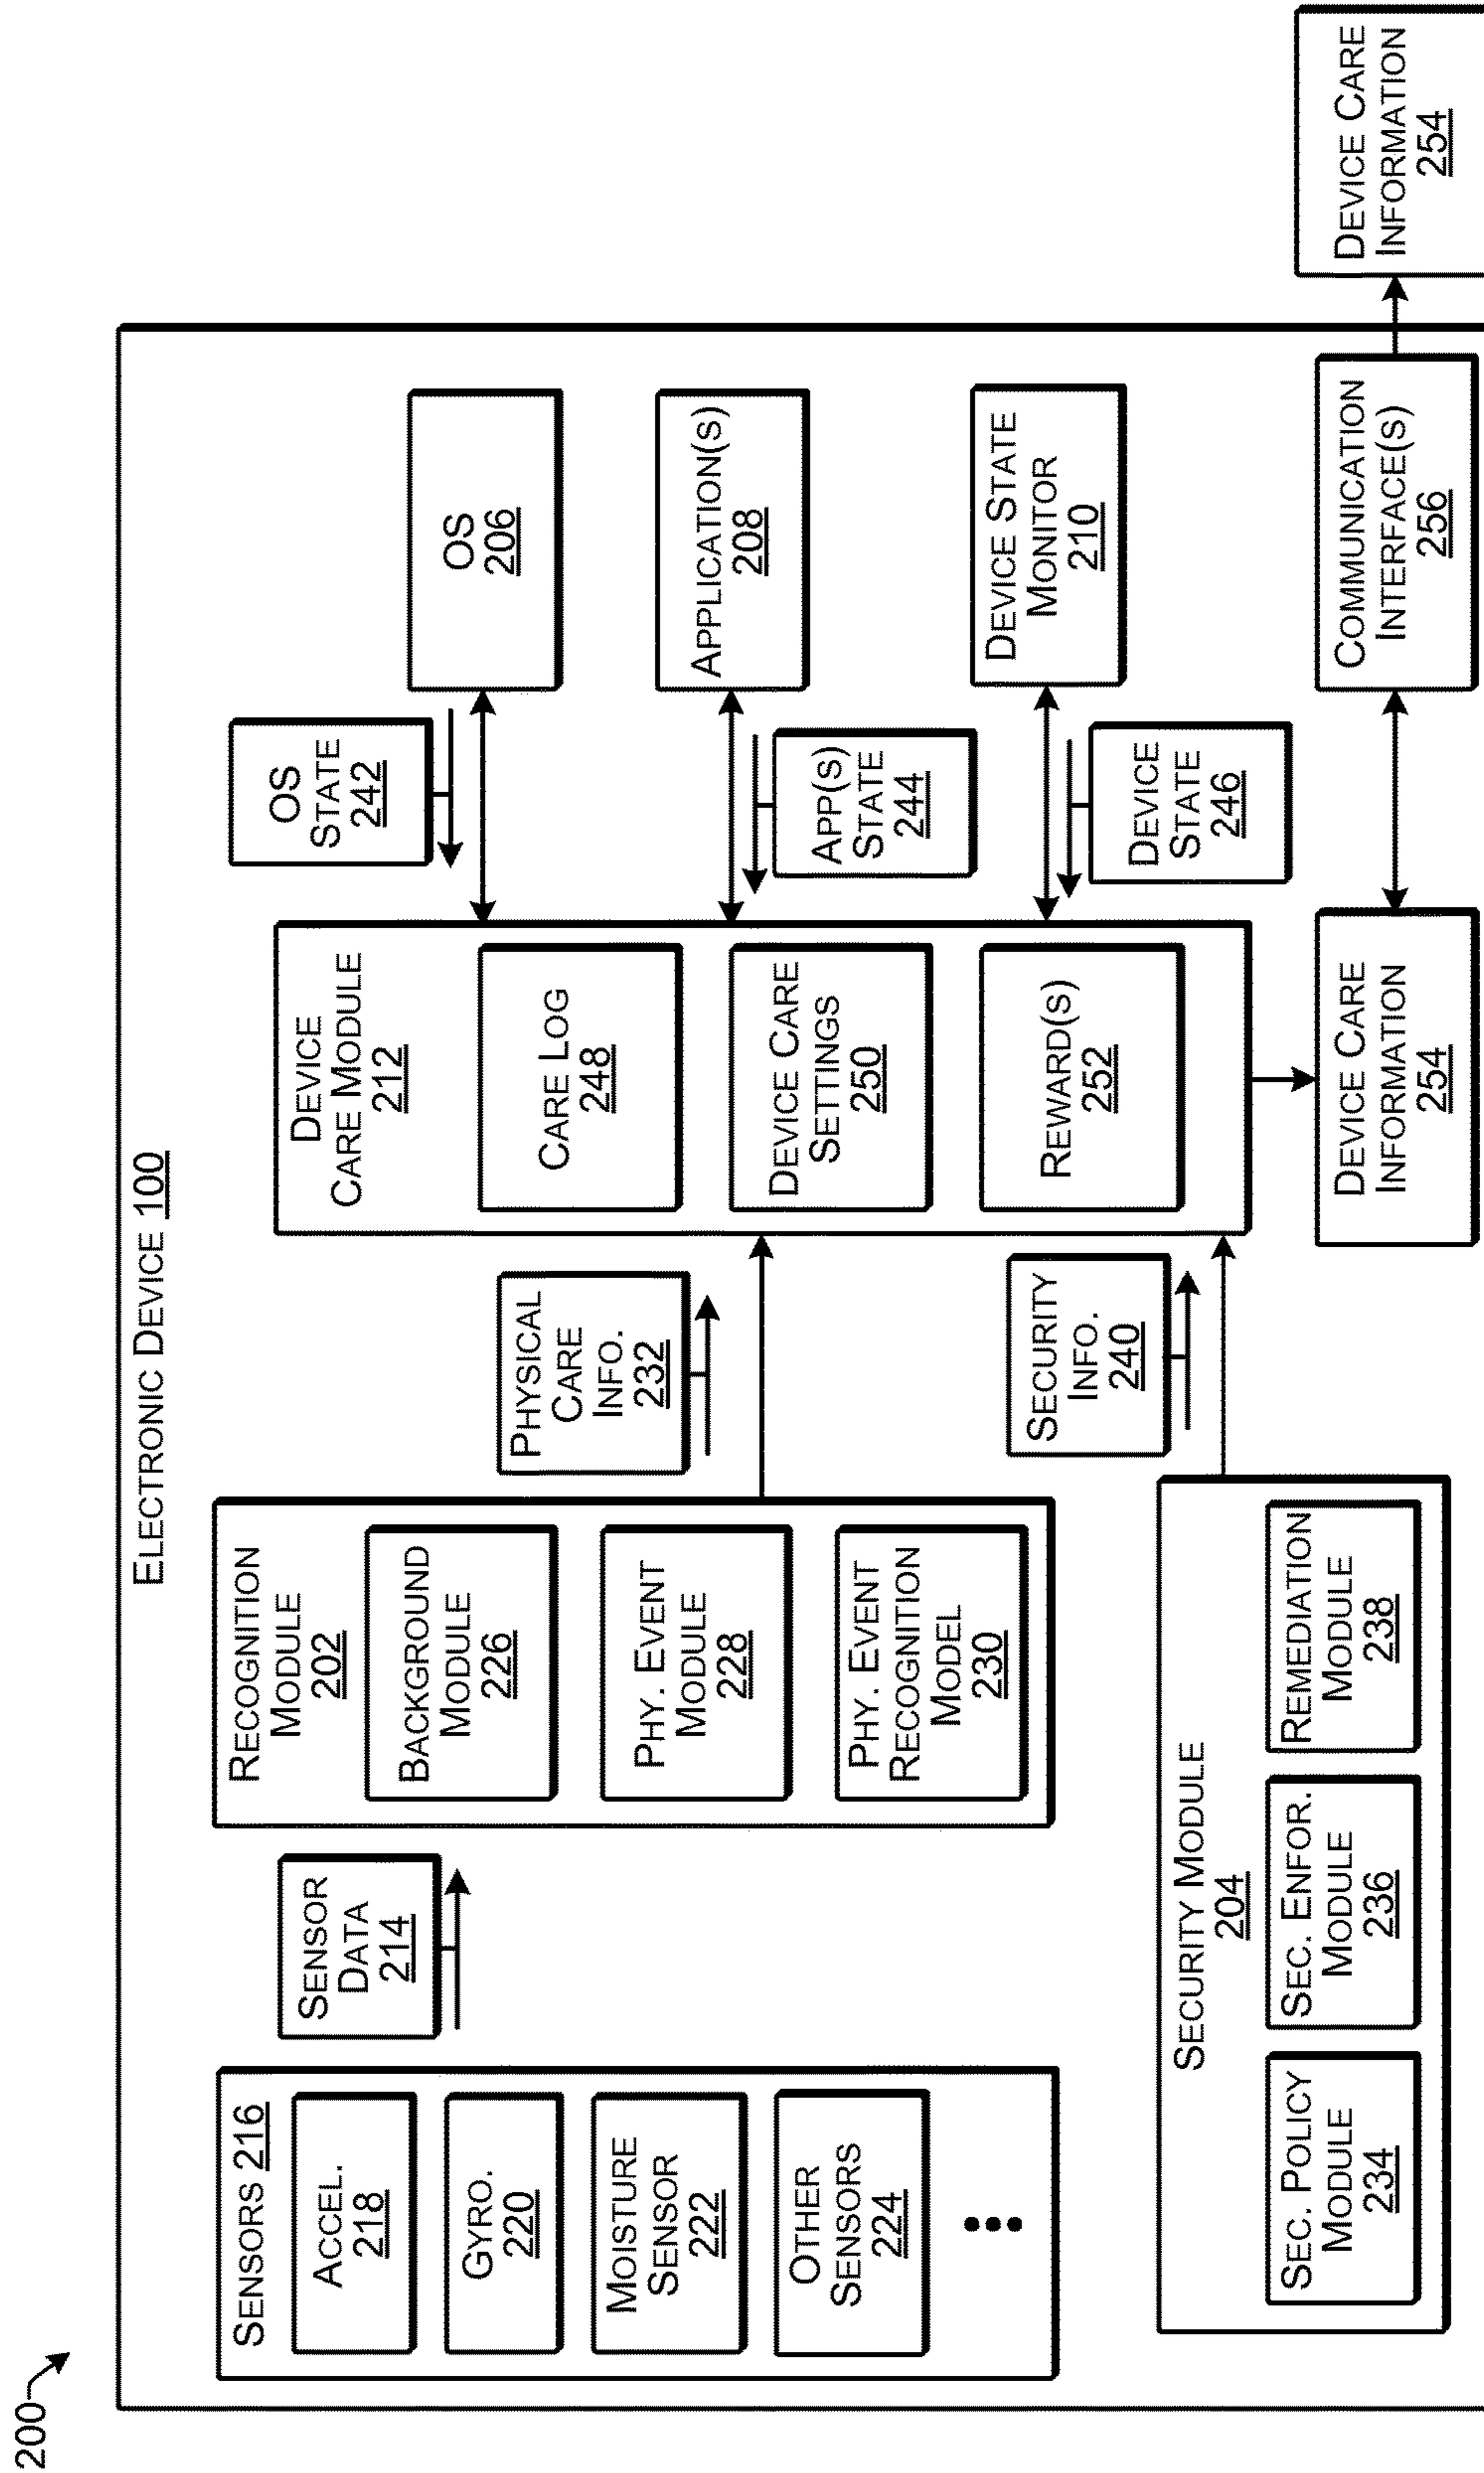 200
ELECTRONIC DEVICE 100
SENSORS 216
ACCEL.
218
GYRO.
220
MOISTURE
SENSOR
222
OTHER
SENSORS
224
SENSOR
DATA
214
RECOGNITION
MODULE
202
BACKGROUND
MODULE
226
PHY. EVENT
MODULE
228
PHY. EVENT
RECOGNITION
MODEL
230
PHYSICAL
CARE
INFO.
232
SECURITY MODULE
204
SEC. POLICY
MODULE
234
SEC. ENFOR.
MODULE
236
REMEDIATION
MODULE
238
SECURITY
INFO.
240
DEVICE
CARE MODULE
212
CARE LOG
248
DEVICE CARE
SETTINGS
250
REWARD(S)
252
OS
STATE
242
APP(S)
STATE
244
DEVICE
STATE
246
OS
206
APPLICATION(S)
208
DEVICE STATE
MONITOR
210
DEVICE CARE
INFORMATION
254
COMMUNICATION
INTERFACE(S)
256
DEVICE CARE
INFORMATION
254